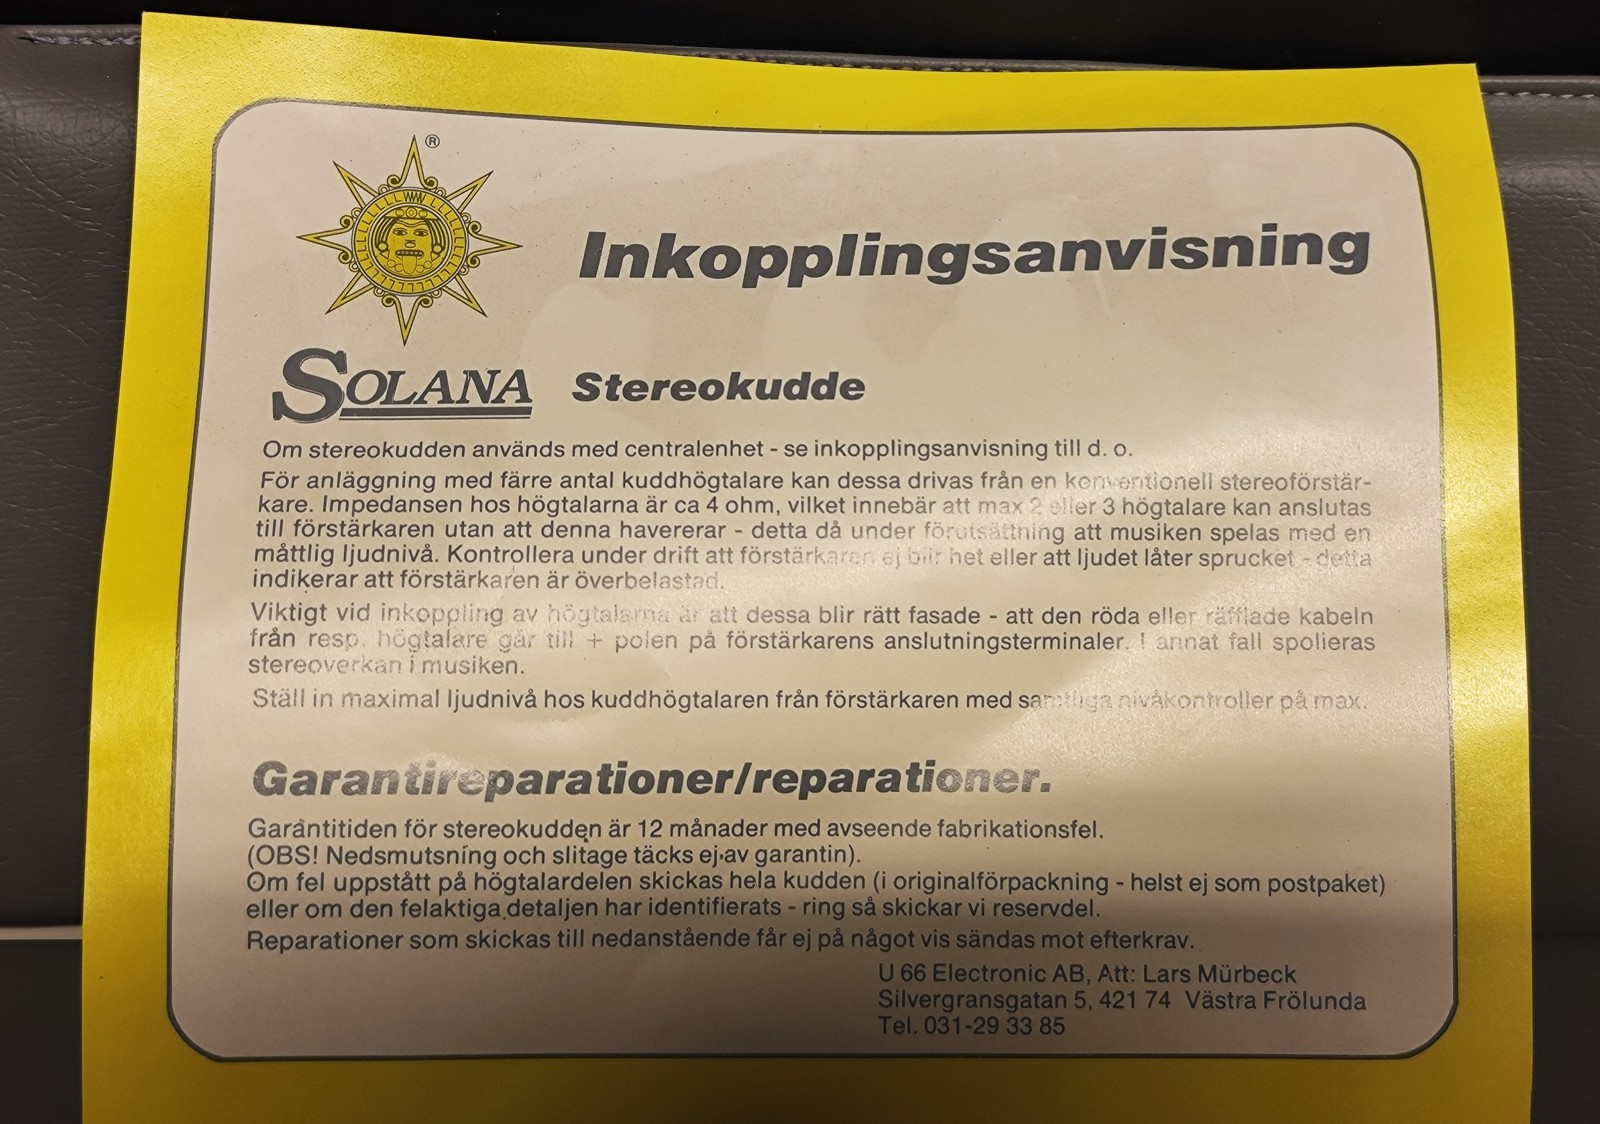 ®
Inkopplingsanvisning
SOLANA Stereokudde
Om stereokudden används med centralenhet - se inkopplingsanvisning till d. o.
För anläggning med färre antal kuddhögtalare kan dessa drivas från en konventionell stereoförstär-
kare. Impedansen hos högtalarna är ca 4 ohm, vilket innebär att max 2 eller 3 högtalare kan anslutas
till förstärkaren utan att denna havererar - detta då under förutsättning att musiken spelas med en
måttlig ljudnivå. Kontrollera under drift att förstärkaren ej blir het eller att ljudet låter sprucket - detta
indikerar att förstärkaren är överbelastad.
Viktigt vid inkoppling av högtalarna är att dessa blir rätt fasade - att den röda eller räfflade kabeln
från resp. högtalare går till + polen på förstärkarens anslutningsterminaler. I annat fall spolieras
stereoverkan i musiken.
Ställ in maximal ljudnivå hos kuddhögtalaren från förstärkaren med samtliga nivåkontroller på max.
Garantireparationer/reparationer.
Garantitiden för stereokudden är 12 månader med avseende fabrikationsfel.
(OBS! Nedsmutsning och slitage täcks ej av garantin).
Om fel uppstått på högtalardelen skickas hela kudden (i originalförpackning - helst ej som postpaket)
eller om den felaktiga detaljen har identifierats - ring så skickar vi reservdel.
Reparationer som skickas till nedanstående får ej på något vis sändas mot efterkrav.
U 66 Electronic AB, Att: Lars Mürbeck
Silvergransgatan 5, 421 74 Västra Frölunda
Tel. 031-29 33 85